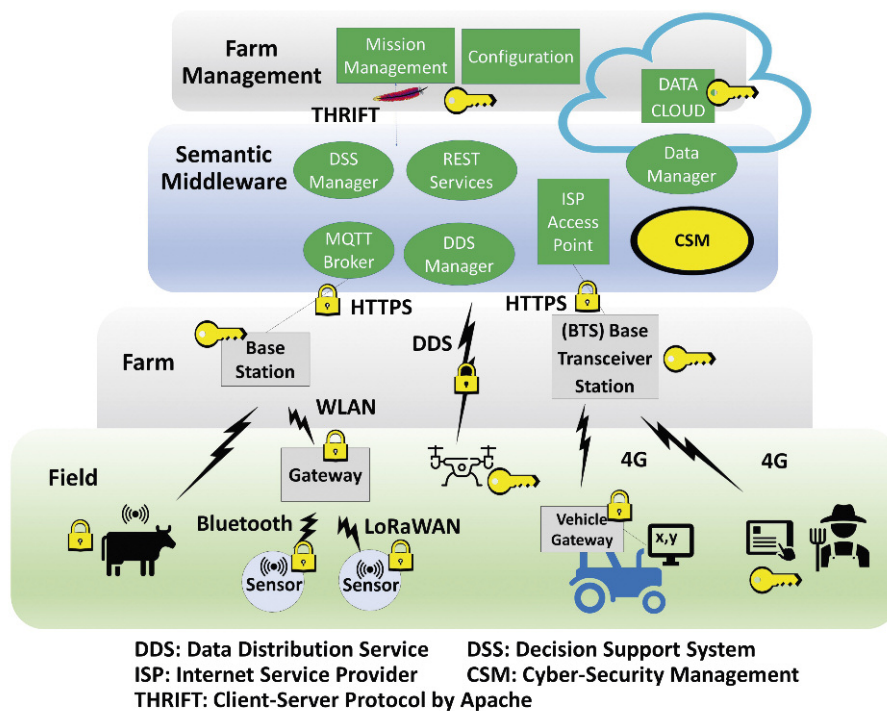 Farm
Management
Mission
Management
Configuration
DATA
CLOUD
THRIFT
Semantic
Middleware
DSS
Manager
REST
Services
Data
Manager
ISP
Access
Point
MQTT
Broker
DDS
Manager
CSM
HTTPS
HTTPS
Farm
Base
Station
DDS
(BTS) Base
Transceiver
Station
WLAN
Field
Gateway
4G
4G
Bluetooth
LoRaWAN
Vehicle
Gateway
x,y
Sensor
Sensor
DDS: Data Distribution Service
DSS: Decision Support System
ISP: Internet Service Provider
CSM: Cyber-Security Management
THRIFT: Client-Server Protocol by Apache